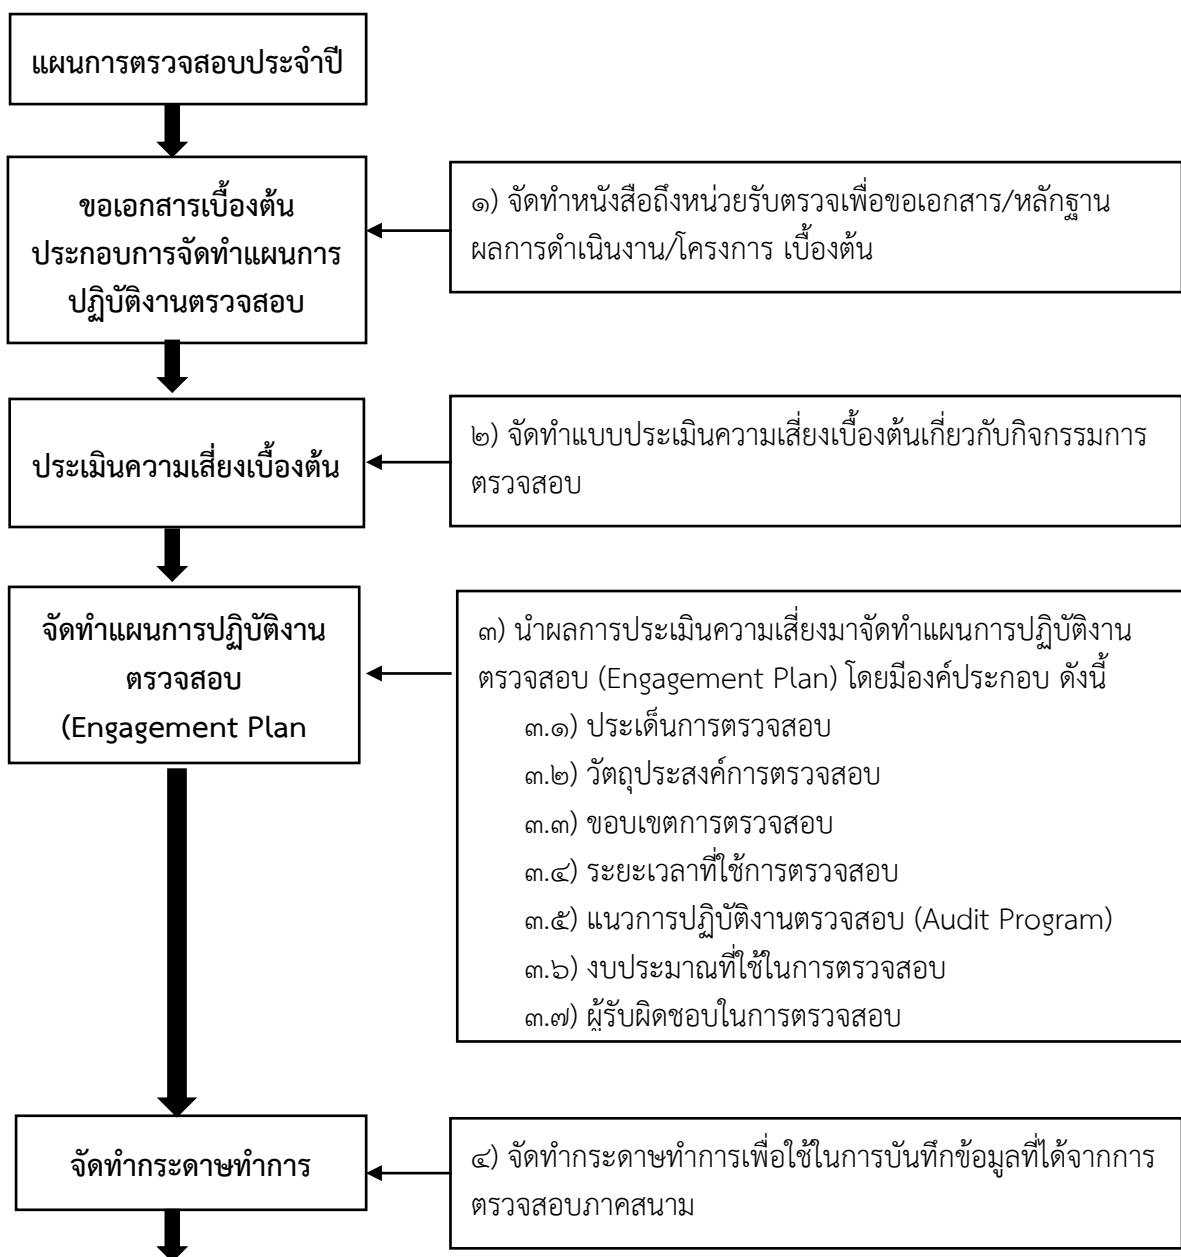 แผนการตรวจสอบประจำปี
ขอเอกสารเบื้องต้น
ประกอบการจัดทำแผนการ
ปฏิบัติงานตรวจสอบ
๑) จัดทำหนังสือถึงหน่วยรับตรวจเพื่อขอเอกสาร/หลักฐาน
ผลการดำเนินงาน/โครงการ เบื้องต้น
ประเมินความเสี่ยงเบื้องต้น
๒) จัดทำแบบประเมินความเสี่ยงเบื้องต้นเกี่ยวกับกิจกรรมการ
ตรวจสอบ
จัดทำแผนการปฏิบัติงาน
ตรวจสอบ
(Engagement Plan
๓) นำผลการประเมินความเสี่ยงมาจัดทำแผนการปฏิบัติงาน
ตรวจสอบ (Engagement Plan) โดยมีองค์ประกอบ ดังนี้
๓.๑) ประเด็นการตรวจสอบ
๓.๒) วัตถุประสงค์การตรวจสอบ
๓.๓) ขอบเขตการตรวจสอบ
๓.๔) ระยะเวลาที่ใช้การตรวจสอบ
๓.๕) แนวการปฏิบัติงานตรวจสอบ (Audit Program)
๓.๖) งบประมาณที่ใช้ในการตรวจสอบ
๓.๗) ผู้รับผิดชอบในการตรวจสอบ
จัดทำกระดาษทำการ
๔) จัดทำกระดาษทำการเพื่อใช้ในการบันทึกข้อมูลที่ได้จากการ
ตรวจสอบภาคสนาม